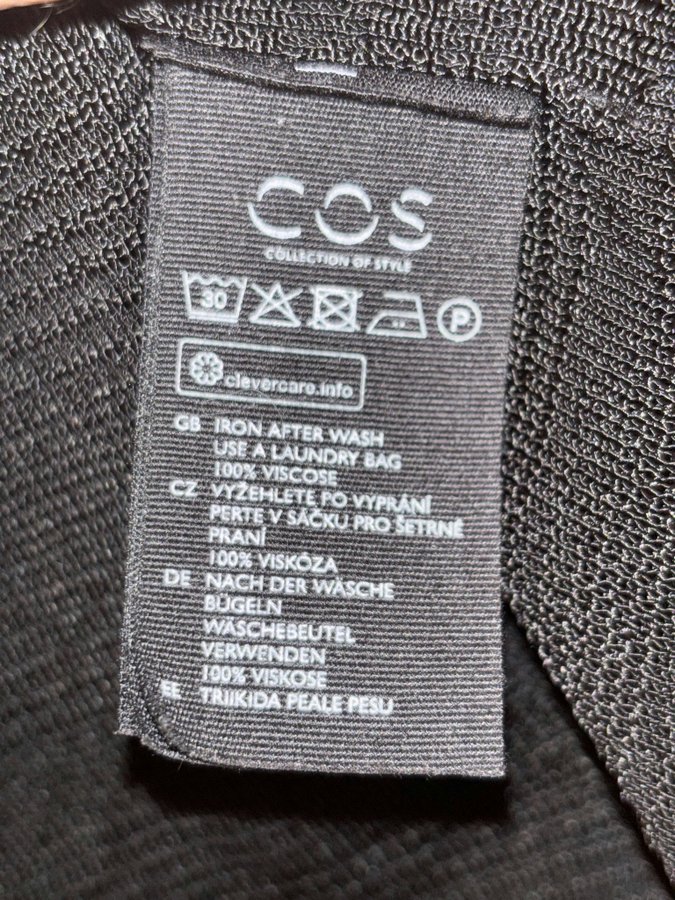 COS
COLLECTION OF STYLE
30
P
clevercare.info
GB IRON AFTER WASH
USE A LAUNDRY BAG
100% VISCOSE
CZ VYŽEHLETE PO VYPRÁNÍ
PERTE V SÁČKU PRO ŠETRNÉ
PRANÍ
100% VISKÓZA
DE NACH DER WÄSCHE
BÜGELN
WÄSCHEBEUTEL
VERWENDEN
100% VISKOSE
EE TRIIKIDA PEALE PESU